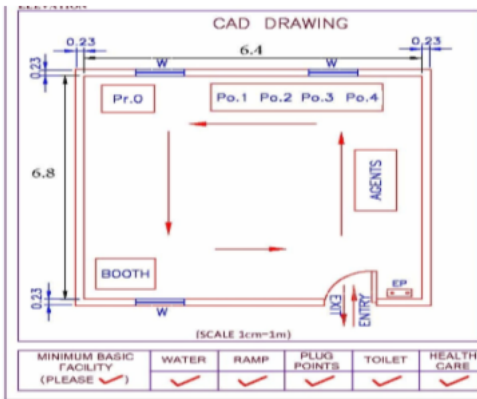 ELEVATION
CAD DRAWING
0.23
6.4
0.23
0.23
W
W
Pr.O
Po.1 Po.2 Po.3 Po.4
6.8
AGENTS
BOOTH
EP
0.23
W
EXIT
ENTRY
(SCALE 1cm=1m)
MINIMUM BASIC
FACILITY
(PLEASE ✓)
WATER
RAMP
PLUG
POINTS
TOILET
HEALTH
CARE
✓ ✓ ✓ ✓ ✓